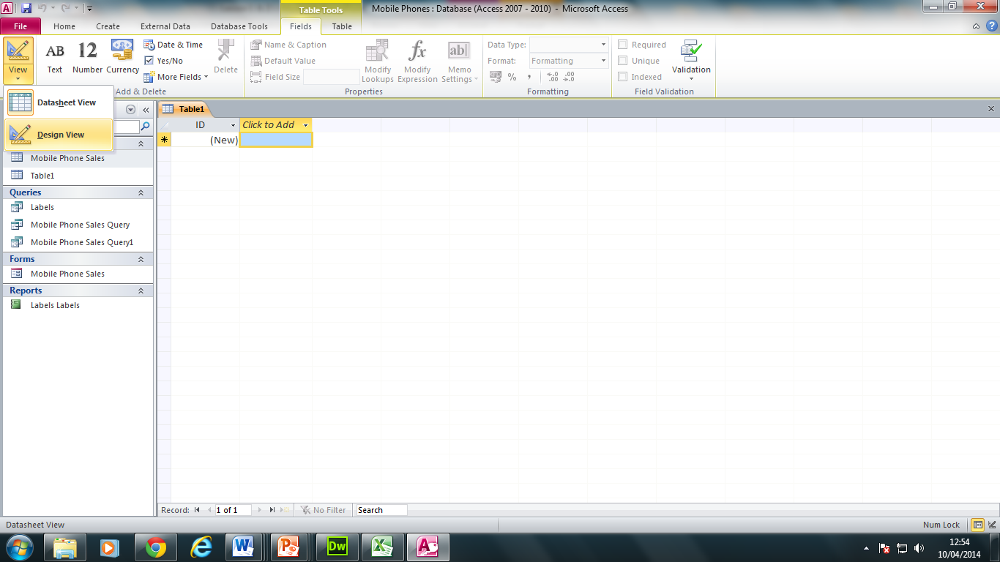 Table Tools
Mobile Phones : Database (Access 2007 - 2010) - Microsoft Access
File Home Create External Data Database Tools Fields Table
View
AB
Text
12
Number
Currency
Date & Time
Yes/No
More Fields
Delete
Add & Delete
Name & Caption
Default Value
Field Size
Modify
Lookups
fx
Modify
Expression
ab
Memo
Settings
Properties
Data Type:
Format: Formatting
%
Formatting
Required
Unique
Indexed
Validation
Field Validation
Datasheet View
Design View
Mobile Phone Sales
Table1
Queries
Labels
Mobile Phone Sales Query
Mobile Phone Sales Query1
Forms
Mobile Phone Sales
Reports
Labels Labels
Table1
ID Click to Add
(New)
Record: 1 of 1 No Filter Search
Datasheet View Num Lock
Dw
12:54
10/04/2014